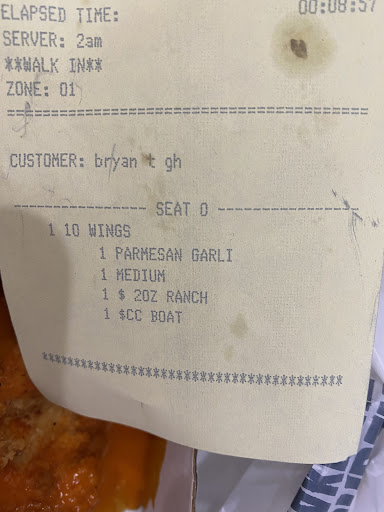 ELAPSED TIME: 00:08:57
SERVER: 2am
**WALK IN**
ZONE: 01
CUSTOMER: bryan t gh
SEAT 0
1 10 WINGS
1 PARMESAN GARLI
1 MEDIUM
1 $ 2OZ RANCH
1 $CC BOAT